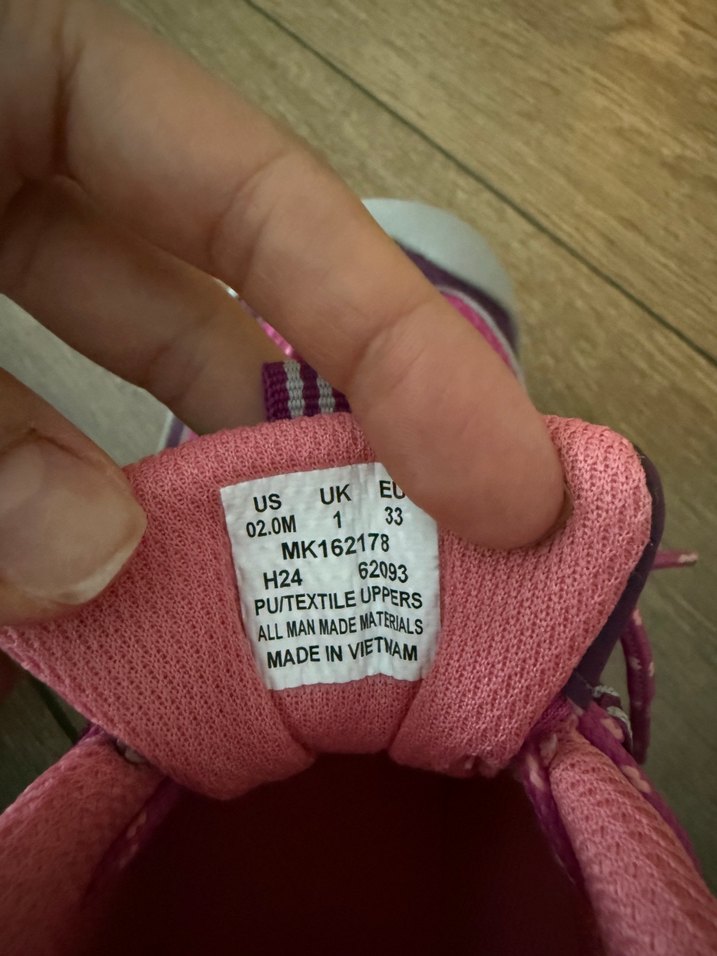 US UK EU
02.0M 1 33
MK162178
H24 62093
PU/TEXTILE UPPERS
ALL MAN MADE MATERIALS
MADE IN VIETNAM